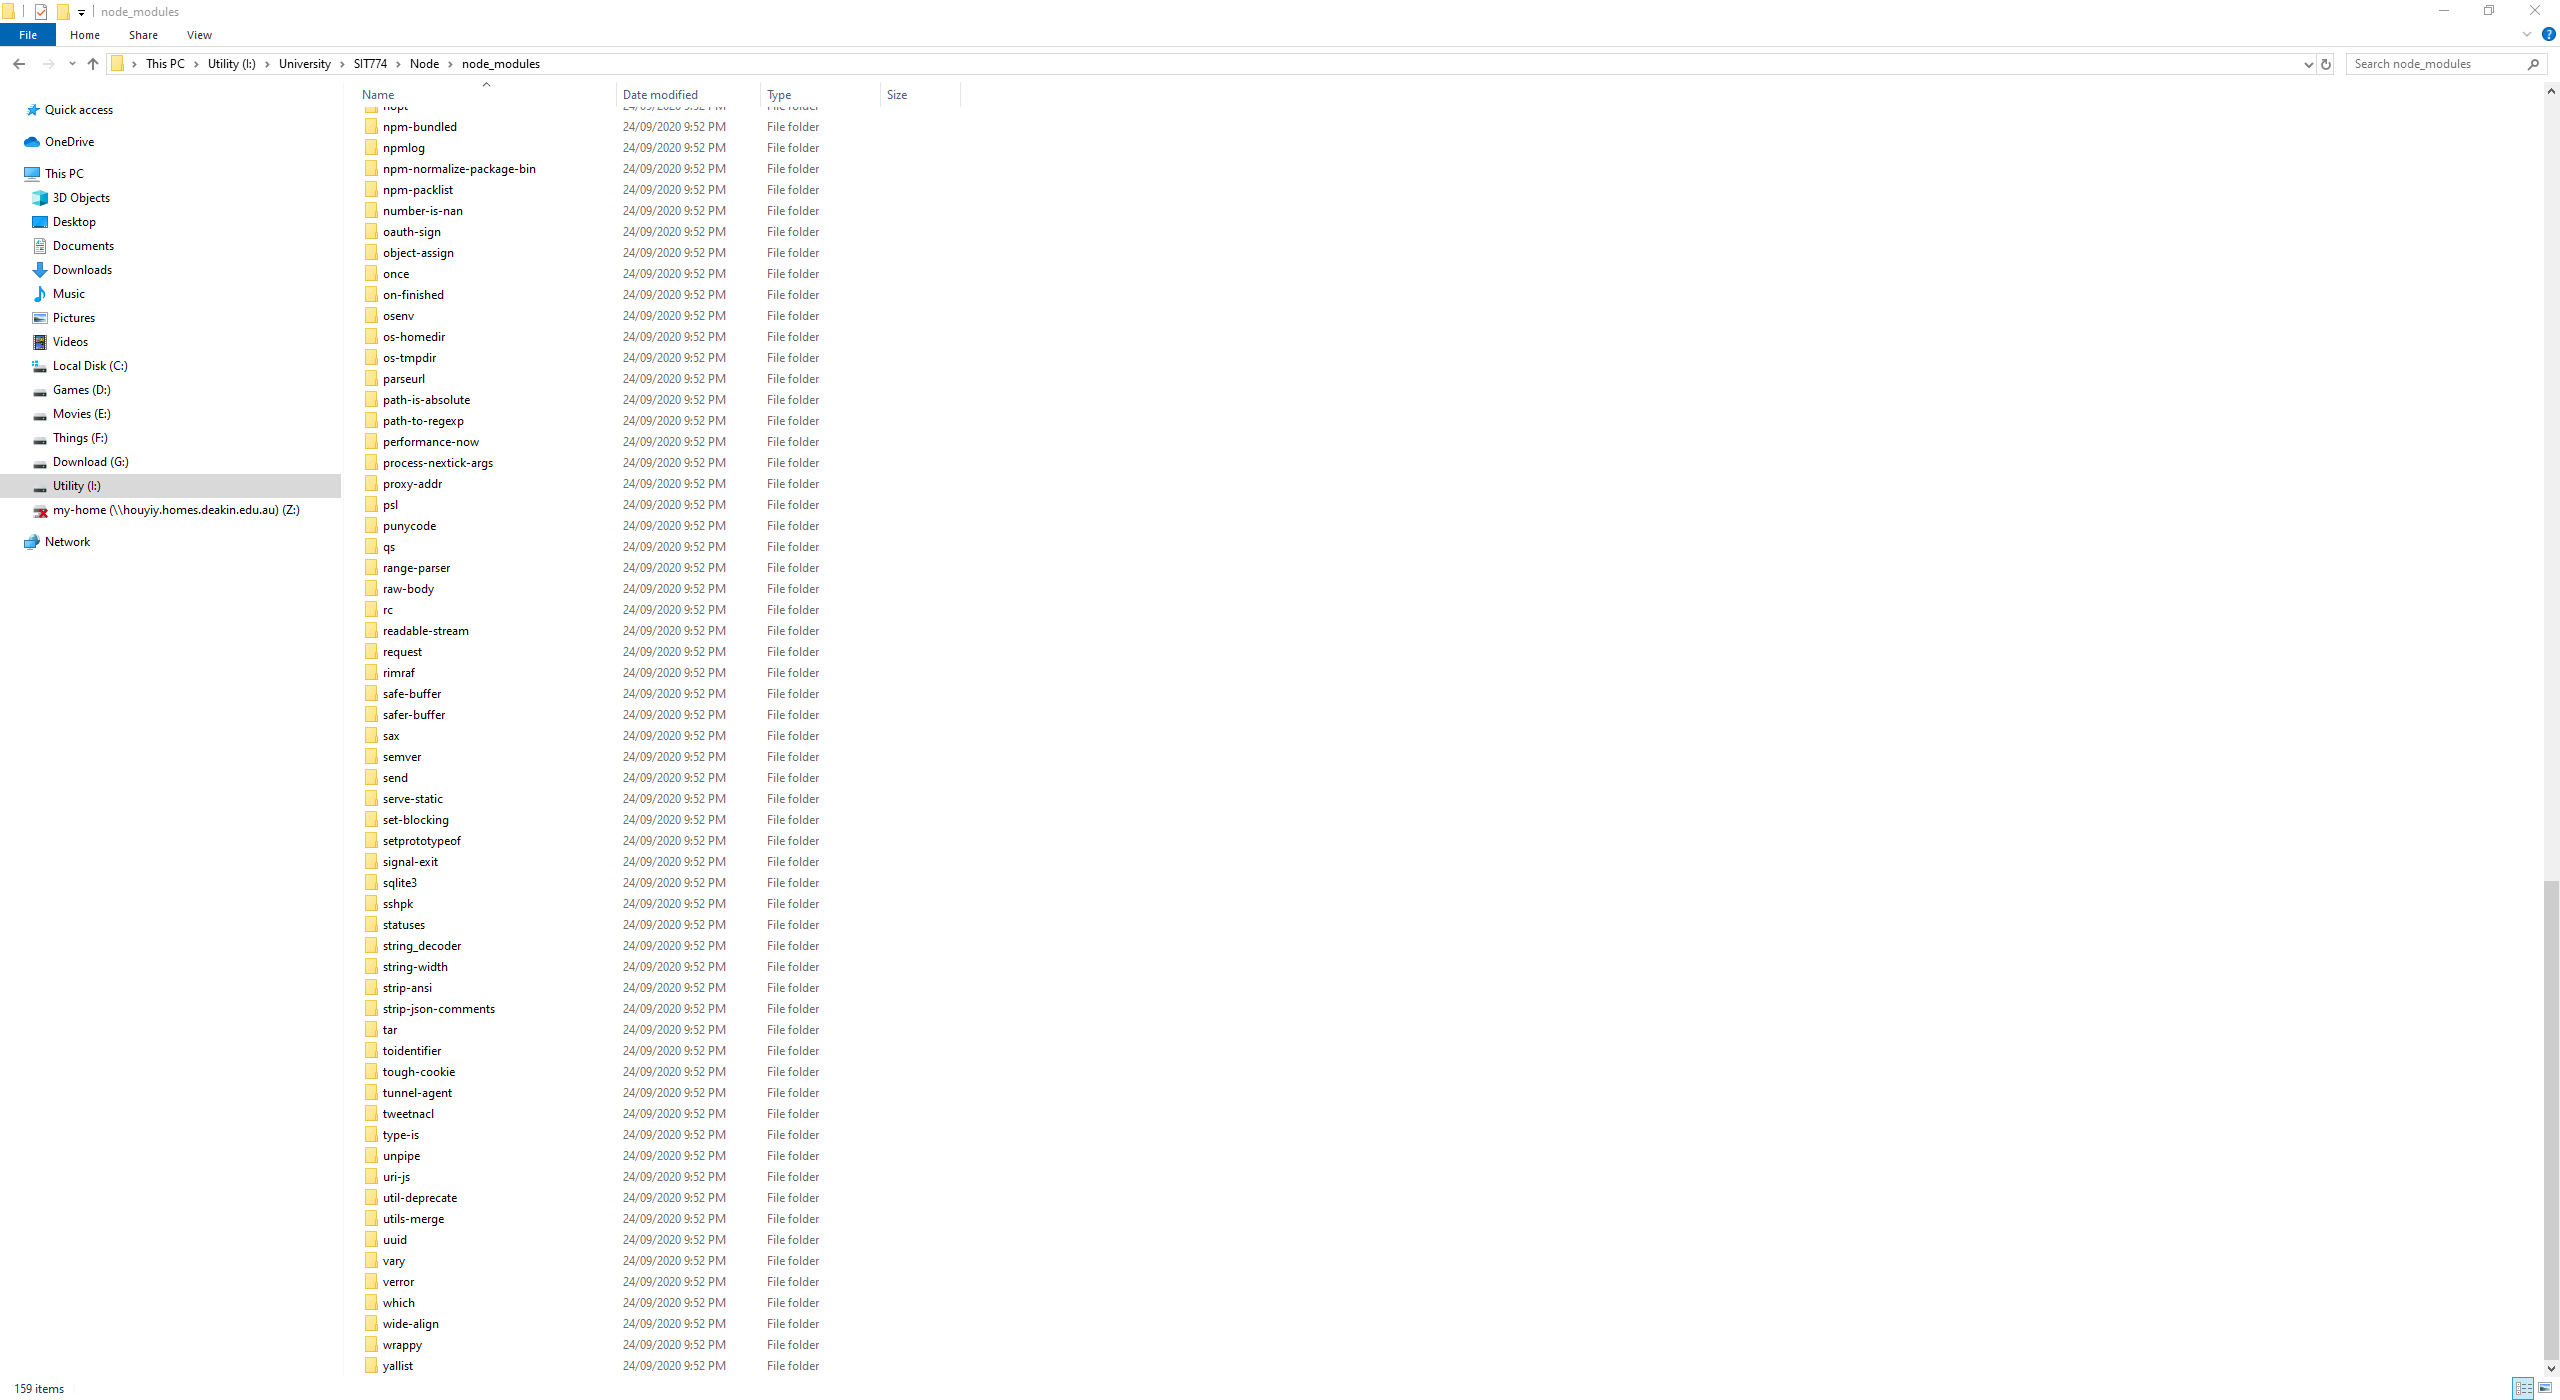 node_modules
File Home Share View
This PC Utility (I:) University SIT774 Node node_modules Search node_modules
Name Date modified Type Size
Quick access
OneDrive
This PC
3D Objects
Desktop
Documents
Downloads
Music
Pictures
Videos
Local Disk (C:)
Games (D:)
Movies (E:)
Things (F:)
Download (G:)
Utility (I:)
my-home (\\houyiy.homes.deakin.edu.au) (Z:)
Network
nopt 24/09/2020 9:52 PM File folder
npm-bundled 24/09/2020 9:52 PM File folder
npmlog 24/09/2020 9:52 PM File folder
npm-normalize-package-bin 24/09/2020 9:52 PM File folder
npm-packlist 24/09/2020 9:52 PM File folder
number-is-nan 24/09/2020 9:52 PM File folder
oauth-sign 24/09/2020 9:52 PM File folder
object-assign 24/09/2020 9:52 PM File folder
once 24/09/2020 9:52 PM File folder
on-finished 24/09/2020 9:52 PM File folder
osenv 24/09/2020 9:52 PM File folder
os-homedir 24/09/2020 9:52 PM File folder
os-tmpdir 24/09/2020 9:52 PM File folder
parseurl 24/09/2020 9:52 PM File folder
path-is-absolute 24/09/2020 9:52 PM File folder
path-to-regexp 24/09/2020 9:52 PM File folder
performance-now 24/09/2020 9:52 PM File folder
process-nextick-args 24/09/2020 9:52 PM File folder
proxy-addr 24/09/2020 9:52 PM File folder
psl 24/09/2020 9:52 PM File folder
punycode 24/09/2020 9:52 PM File folder
qs 24/09/2020 9:52 PM File folder
range-parser 24/09/2020 9:52 PM File folder
raw-body 24/09/2020 9:52 PM File folder
rc 24/09/2020 9:52 PM File folder
readable-stream 24/09/2020 9:52 PM File folder
request 24/09/2020 9:52 PM File folder
rimraf 24/09/2020 9:52 PM File folder
safe-buffer 24/09/2020 9:52 PM File folder
safer-buffer 24/09/2020 9:52 PM File folder
sax 24/09/2020 9:52 PM File folder
semver 24/09/2020 9:52 PM File folder
send 24/09/2020 9:52 PM File folder
serve-static 24/09/2020 9:52 PM File folder
set-blocking 24/09/2020 9:52 PM File folder
setprototypeof 24/09/2020 9:52 PM File folder
signal-exit 24/09/2020 9:52 PM File folder
sqlite3 24/09/2020 9:52 PM File folder
sshpk 24/09/2020 9:52 PM File folder
statuses 24/09/2020 9:52 PM File folder
string_decoder 24/09/2020 9:52 PM File folder
string-width 24/09/2020 9:52 PM File folder
strip-ansi 24/09/2020 9:52 PM File folder
strip-json-comments 24/09/2020 9:52 PM File folder
tar 24/09/2020 9:52 PM File folder
toidentifier 24/09/2020 9:52 PM File folder
tough-cookie 24/09/2020 9:52 PM File folder
tunnel-agent 24/09/2020 9:52 PM File folder
tweetnacl 24/09/2020 9:52 PM File folder
type-is 24/09/2020 9:52 PM File folder
unpipe 24/09/2020 9:52 PM File folder
uri-js 24/09/2020 9:52 PM File folder
util-deprecate 24/09/2020 9:52 PM File folder
utils-merge 24/09/2020 9:52 PM File folder
uuid 24/09/2020 9:52 PM File folder
vary 24/09/2020 9:52 PM File folder
verror 24/09/2020 9:52 PM File folder
which 24/09/2020 9:52 PM File folder
wide-align 24/09/2020 9:52 PM File folder
wrappy 24/09/2020 9:52 PM File folder
yallist 24/09/2020 9:52 PM File folder
159 items